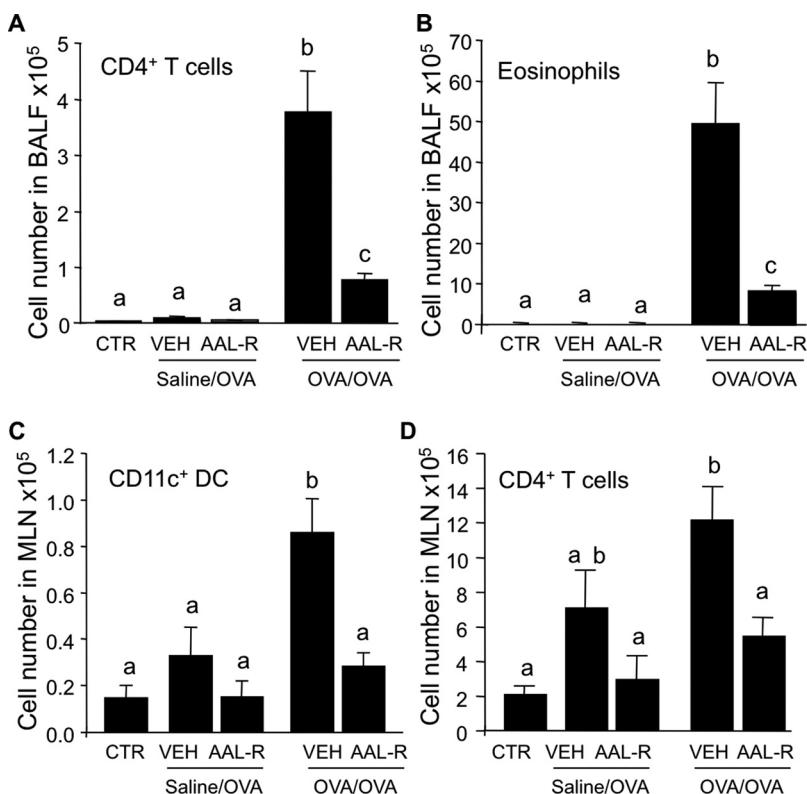 A
CD4⁺ T cells
Cell number in BALF x10⁵
5
4
3
2
1
0
a
a
a
b
c
CTR VEH AAL-R VEH AAL-R
Saline/OVA OVA/OVA
B
Eosinophils
Cell number in BALF x10⁵
70
60
50
40
30
20
10
0
a
a
a
b
c
CTR VEH AAL-R VEH AAL-R
Saline/OVA OVA/OVA
C
CD11c⁺ DC
Cell number in MLN x10⁵
1.2
1.0
0.8
0.6
0.4
0.2
0.0
a
a
a
b
a
CTR VEH AAL-R VEH AAL-R
Saline/OVA OVA/OVA
D
CD4⁺ T cells
Cell number in MLN x10⁵
16
14
12
10
8
6
4
2
0
a
a b
a
b
a
CTR VEH AAL-R VEH AAL-R
Saline/OVA OVA/OVA